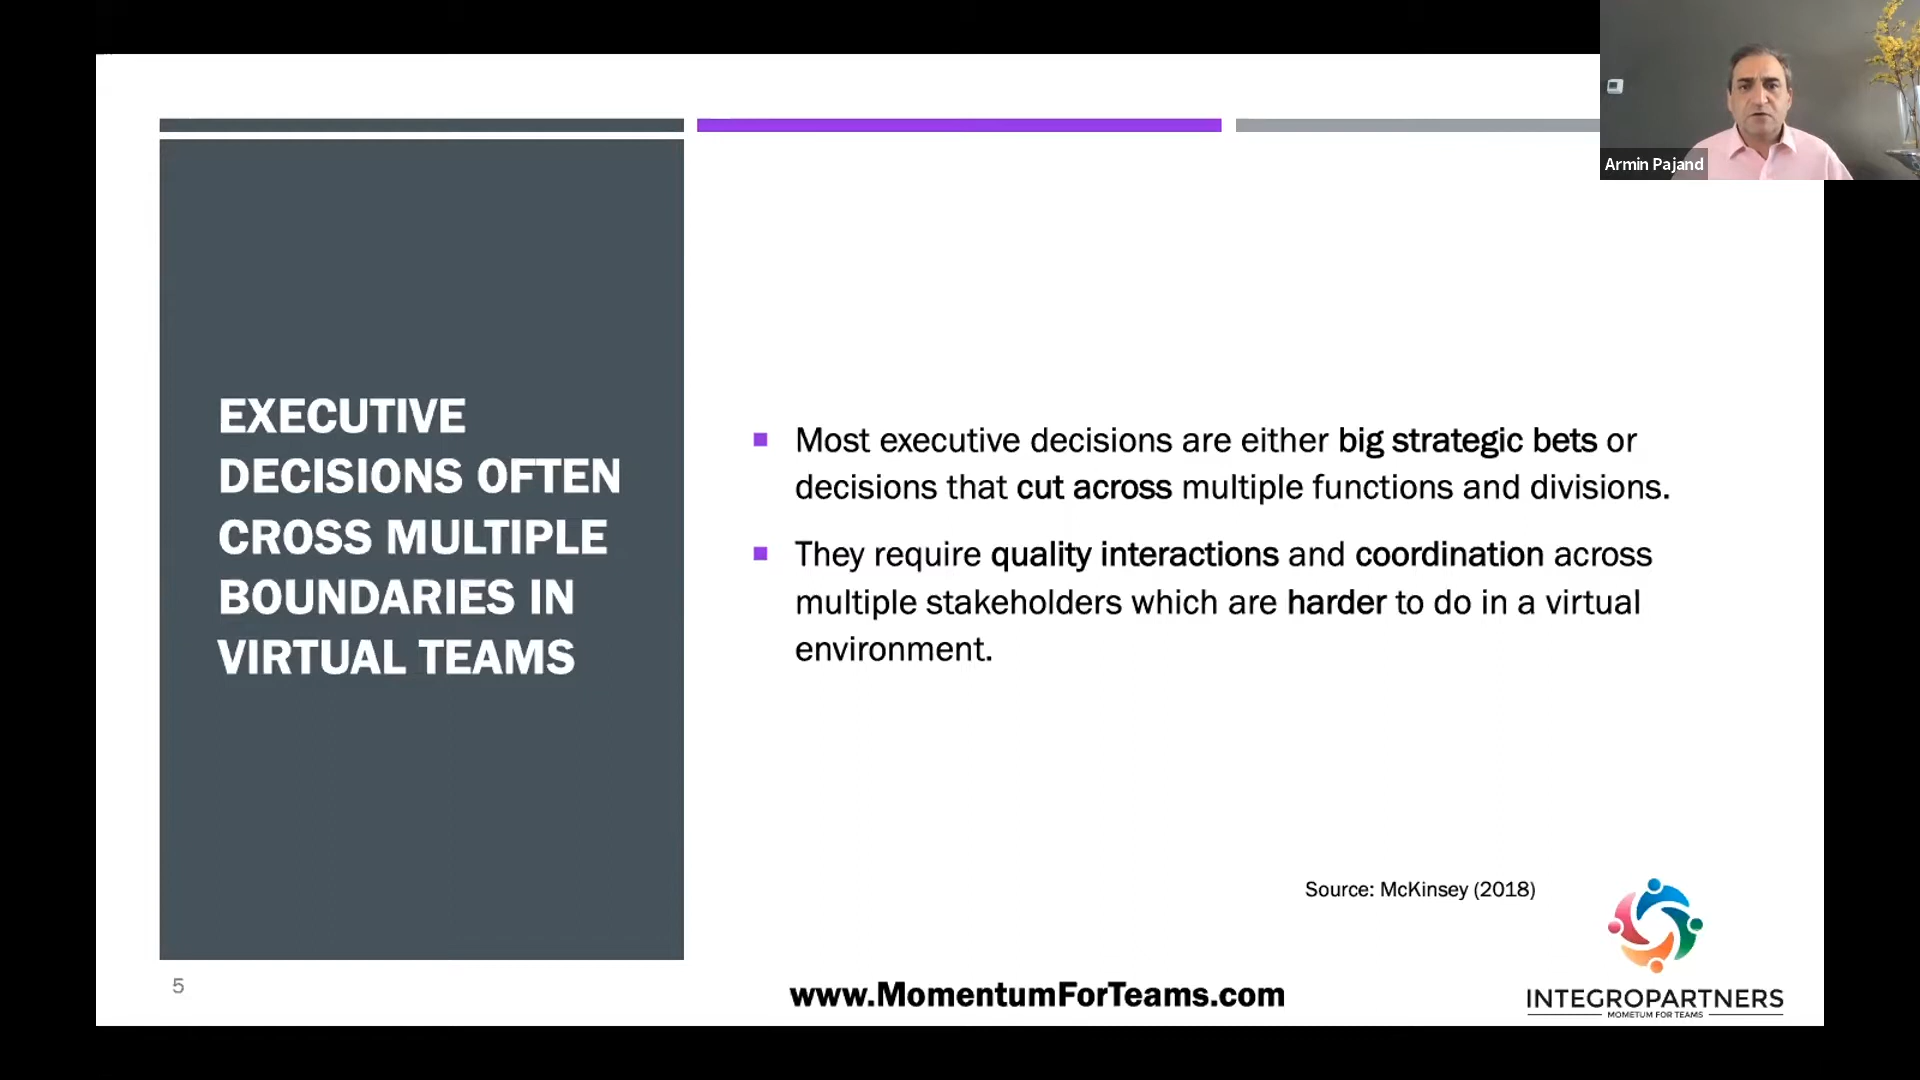 Armin Pajand
EXECUTIVE
DECISIONS OFTEN
CROSS MULTIPLE
BOUNDARIES IN
VIRTUAL TEAMS
Most executive decisions are either big strategic bets or
decisions that cut across multiple functions and divisions.
They require quality interactions and coordination across
multiple stakeholders which are harder to do in a virtual
environment.
Source: McKinsey (2018)
5
www.MomentumForTeams.com
INTEGROPARTNERS
MOMETUM FOR TEAMS